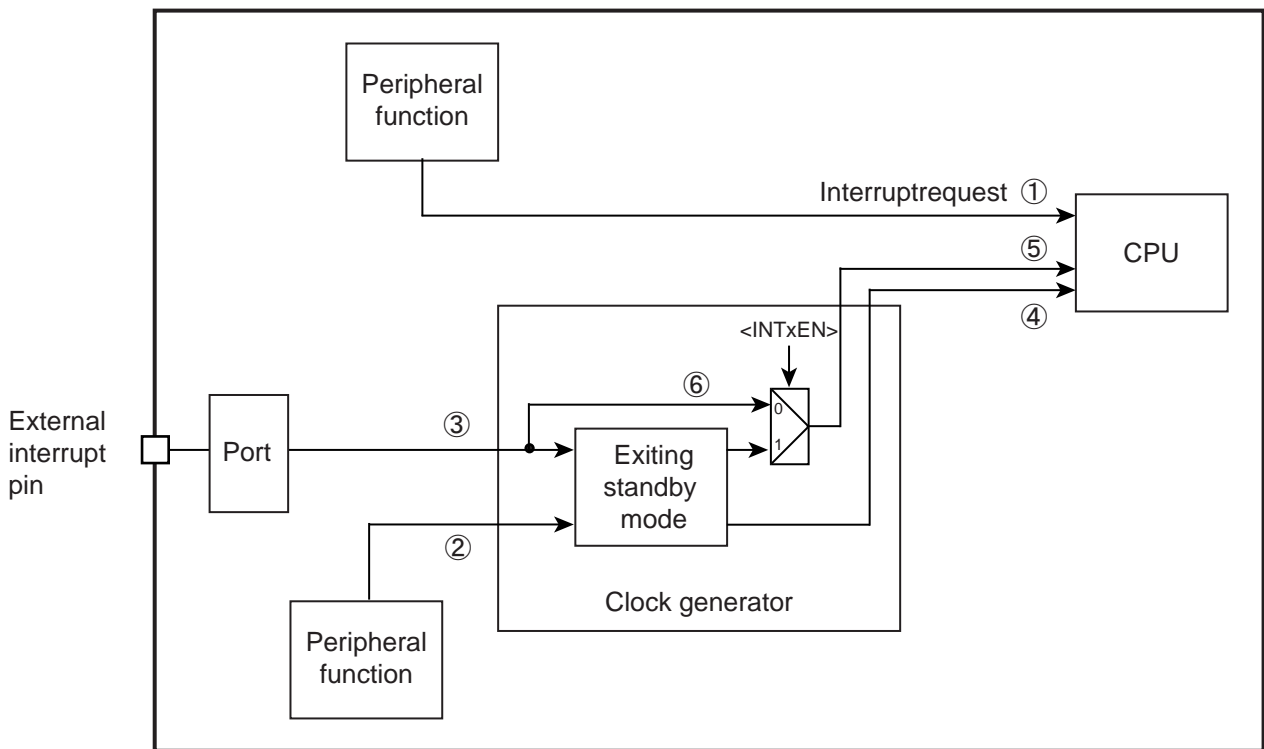 Peripheral
function
Interruptrequest ①
CPU
⑤
④
<INTxEN>
⑥
0
1
External
interrupt
pin
Port
③
Exiting
standby
mode
②
Clock generator
Peripheral
function